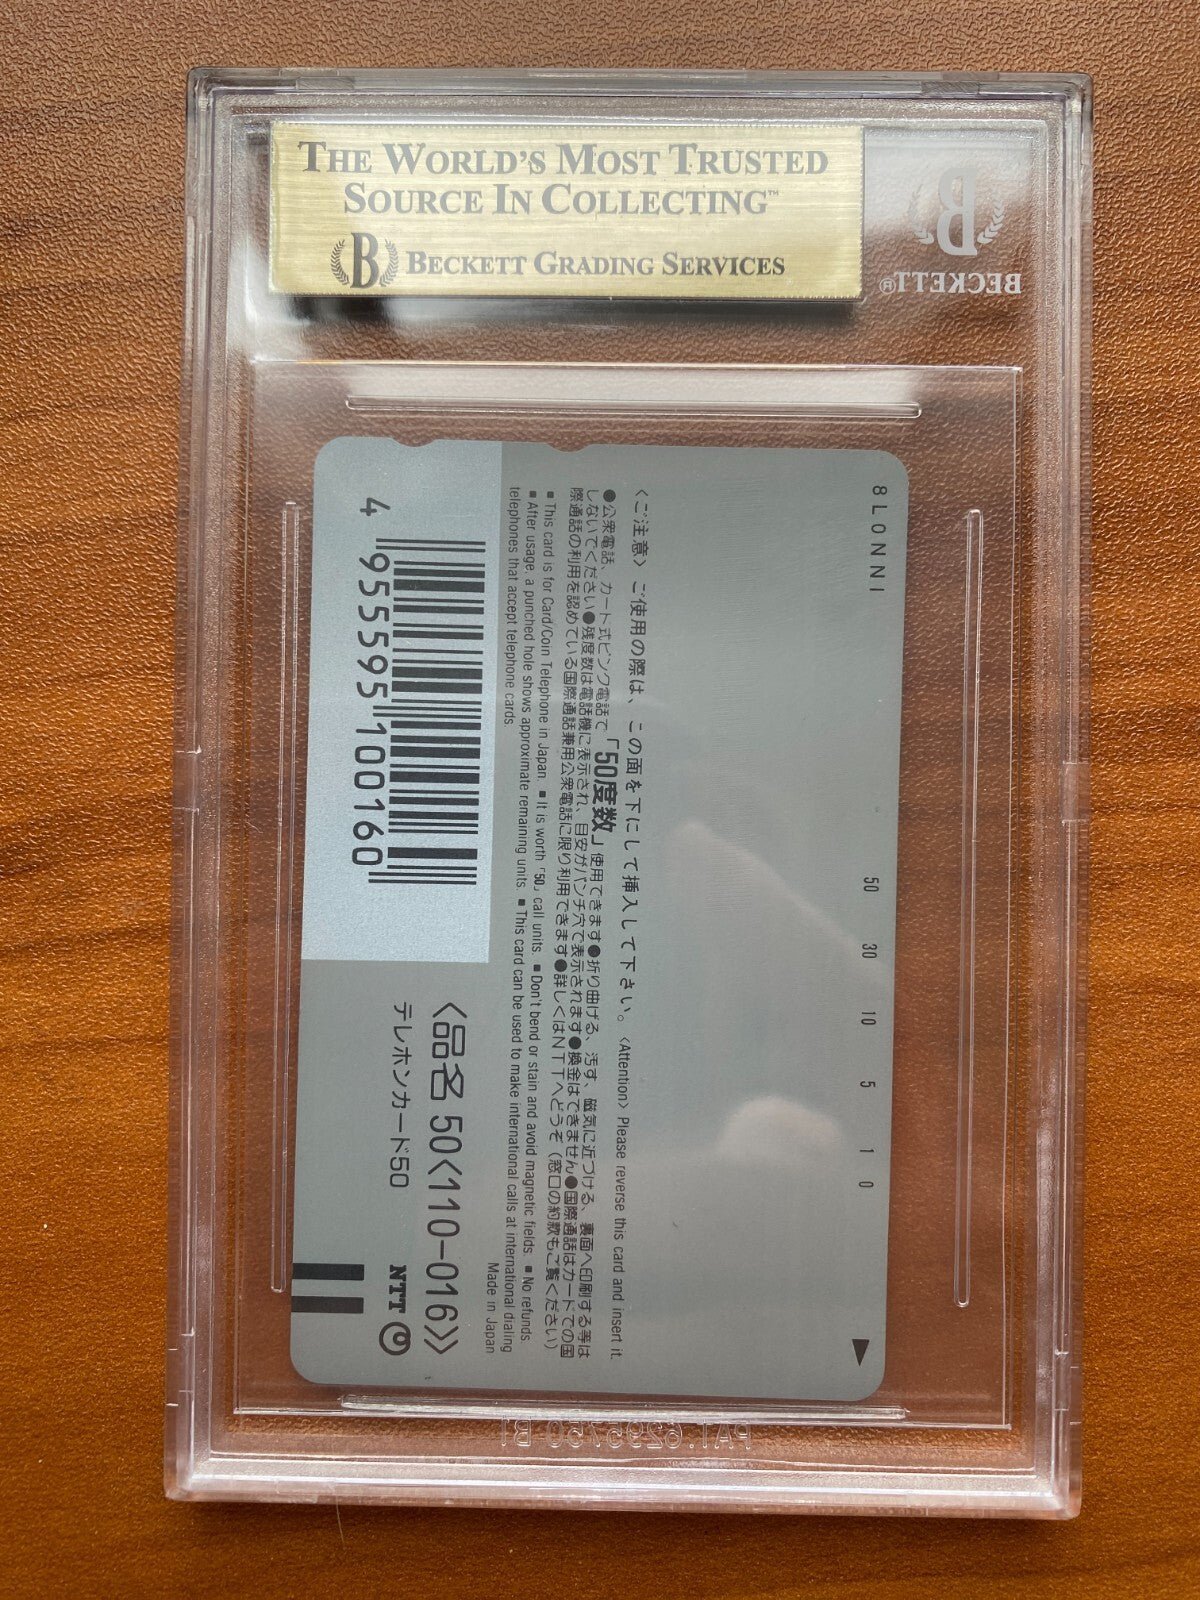 THE WORLD'S MOST TRUSTED
SOURCE IN COLLECTING™
B BECKETT GRADING SERVICES
B
BECKETT®
8L0NNI
50 30 10 5 1 0
〈ご注意〉ご使用の際は、この面を下にして挿入して下さい。〈Attention〉Please reverse this card and insert it.
●公衆電話、カード式ピンク電話で「50度数」使用できます●折り曲げる、汚す、磁気に近づける、裏面へ印刷する等は
しないでください●残度数は電話機に表示され、目安がパンチ穴で表示されます●換金はできません●国際通話はカードでの国
際通話の利用を認めている国際通話兼用公衆電話に限り利用できます●詳しくはNTTへどうぞ(窓口の約款もご覧ください)
■This card is for Card/Coin Telephone in Japan. ■It is worth「50」call units. ■Don't bend or stain and avoid magnetic fields. ■No refunds.
■After usage, a punched hole shows approximate remaining units. ■This card can be used to make international calls at international dialing
telephones that accept telephone cards.
Made in Japan
4 955595 100160
〈品名 50〈110-016〉〉
テレホンカード50
NTT
PAT. 6295750 B1